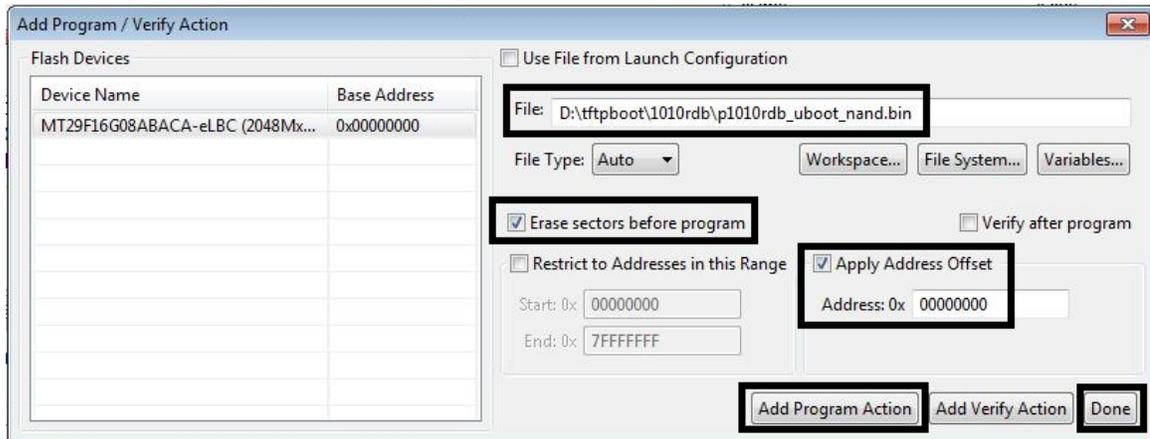 Add Program / Verify Action
Flash Devices
Device Name Base Address
MT29F16G08ABACA-eLBC (2048Mx... 0x00000000
Use File from Launch Configuration
File: D:\tftpboot\1010rdb\p1010rdb_uboot_nand.bin
File Type: Auto Workspace... File System... Variables...
Erase sectors before program Verify after program
Restrict to Addresses in this Range Apply Address Offset
Start: 0x 00000000 Address: 0x 00000000
End: 0x 7FFFFFFF
Add Program Action Add Verify Action Done